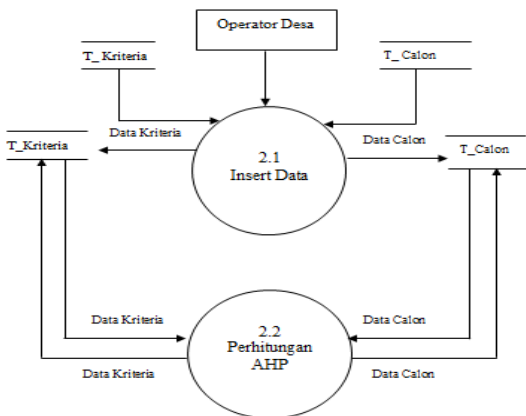 Operator Desa
T_ Kriteria
T_ Calon
Data Kriteria
Data Calon
T_Kriteria
T_Calon
2.1
Insert Data
Data Kriteria
Data Calon
2.2
Perhitungan
AHP
Data Kriteria
Data Calon